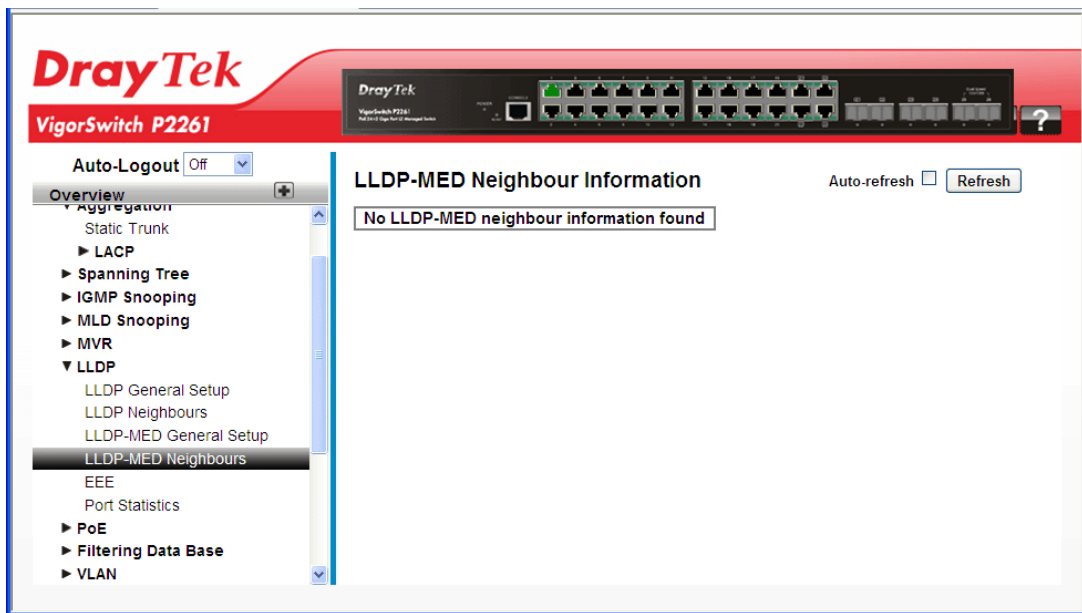 DrayTek
VigorSwitch P2261
DrayTek
VigorSwitch P2261
?
Auto-Logout Off
Overview
Aggregation
Static Trunk
LACP
Spanning Tree
IGMP Snooping
MLD Snooping
MVR
LLDP
LLDP General Setup
LLDP Neighbours
LLDP-MED General Setup
LLDP-MED Neighbours
EEE
Port Statistics
PoE
Filtering Data Base
VLAN
LLDP-MED Neighbour Information
Auto-refresh Refresh
No LLDP-MED neighbour information found